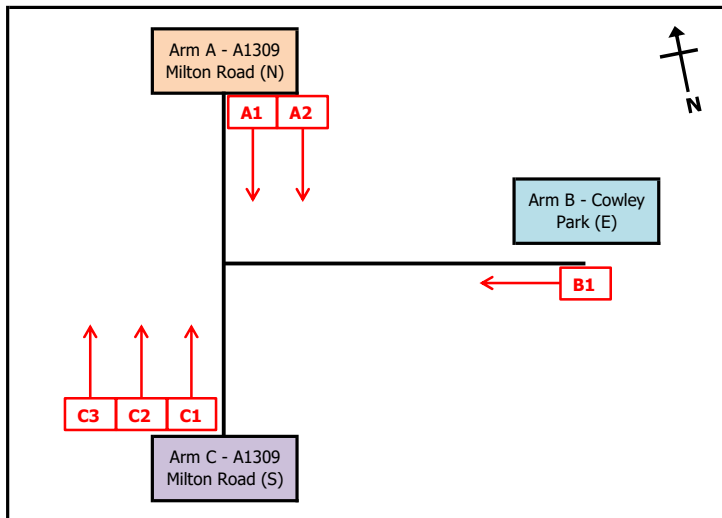 Arm A - A1309
Milton Road (N)
A1 A2
N
Arm B - Cowley
Park (E)
B1
C3 C2 C1
Arm C - A1309
Milton Road (S)